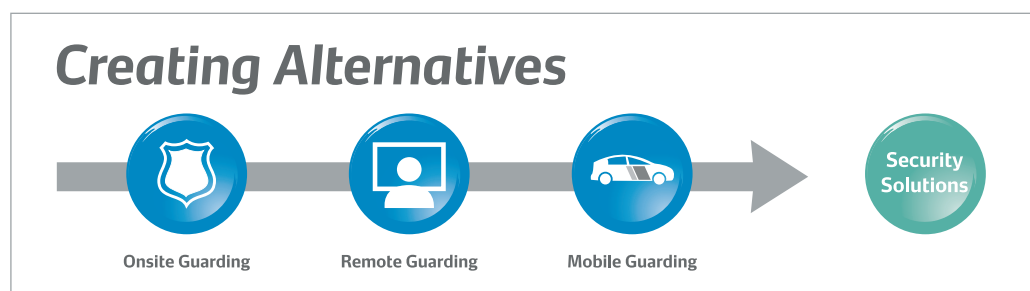 Creating Alternatives
Security
Solutions
Onsite Guarding
Remote Guarding
Mobile Guarding